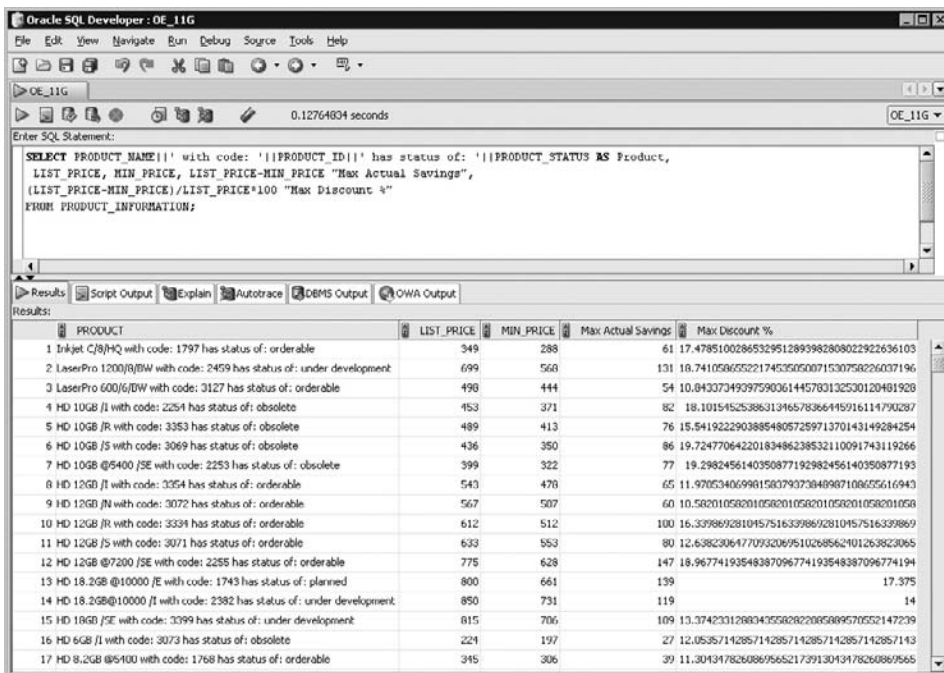 Oracle SQL Developer : OE_11G
File Edit View Navigate Run Debug Source Tools Help
OE_11G
0.12764834 seconds
OE_11G
Enter SQL Statement:
SELECT PRODUCT_NAME||' with code: '||PRODUCT_ID||' has status of: '||PRODUCT_STATUS AS Product,
LIST_PRICE, MIN_PRICE, LIST_PRICE-MIN_PRICE "Max Actual Savings",
(LIST_PRICE-MIN_PRICE)/LIST_PRICE*100 "Max Discount %"
FROM PRODUCT_INFORMATION;
Results Script Output Explain Autotrace DBMS Output OWA Output
Results:
PRODUCT LIST_PRICE MIN_PRICE Max Actual Savings Max Discount %
1 Inkjet C/8/HQ with code: 1797 has status of: orderable 349 288 61 17.4785100286532951289398280802292263610​3
2 LaserPro 1200/8/BW with code: 2459 has status of: under development 699 568 131 18.74105865522174535050071530758226037196
3 LaserPro 600/6/BW with code: 3127 has status of: orderable 498 444 54 10.84337349397590361445783132530120481928
4 HD 10GB /I with code: 2254 has status of: obsolete 453 371 82 18.1015452538631346578366445916114790287
5 HD 10GB /R with code: 3353 has status of: obsolete 489 413 76 15.54192229038854805725971370143149284254
6 HD 10GB /S with code: 3069 has status of: obsolete 436 350 86 19.72477064220183486238532110091743119266
7 HD 10GB @5400 /SE with code: 2253 has status of: obsolete 399 322 77 19.2982456140350877192982456140350877193
8 HD 12GB /I with code: 3354 has status of: orderable 543 478 65 11.97053406998158379373848987108655616943
9 HD 12GB /N with code: 3072 has status of: orderable 567 507 60 10.58201058201058201058201058201058201058
10 HD 12GB /R with code: 3334 has status of: orderable 612 512 100 16.33986928104575163398692810457516339869
11 HD 12GB /S with code: 3071 has status of: orderable 633 553 80 12.63823064770932069510268562401263823065
12 HD 12GB @7200 /SE with code: 2255 has status of: orderable 775 628 147 18.96774193548387096774193548387096774194
13 HD 18.2GB @10000 /E with code: 1743 has status of: planned 800 661 139 17.375
14 HD 18.2GB@10000 /I with code: 2382 has status of: under development 850 731 119 14
15 HD 18GB /SE with code: 3399 has status of: under development 815 706 109 13.37423312883435582822085889570552147239
16 HD 6GB /I with code: 3073 has status of: obsolete 224 197 27 12.05357142857142857142857142857142857143
17 HD 8.2GB @5400 with code: 1768 has status of: orderable 345 306 39 11.30434782608695652173913043478260869565